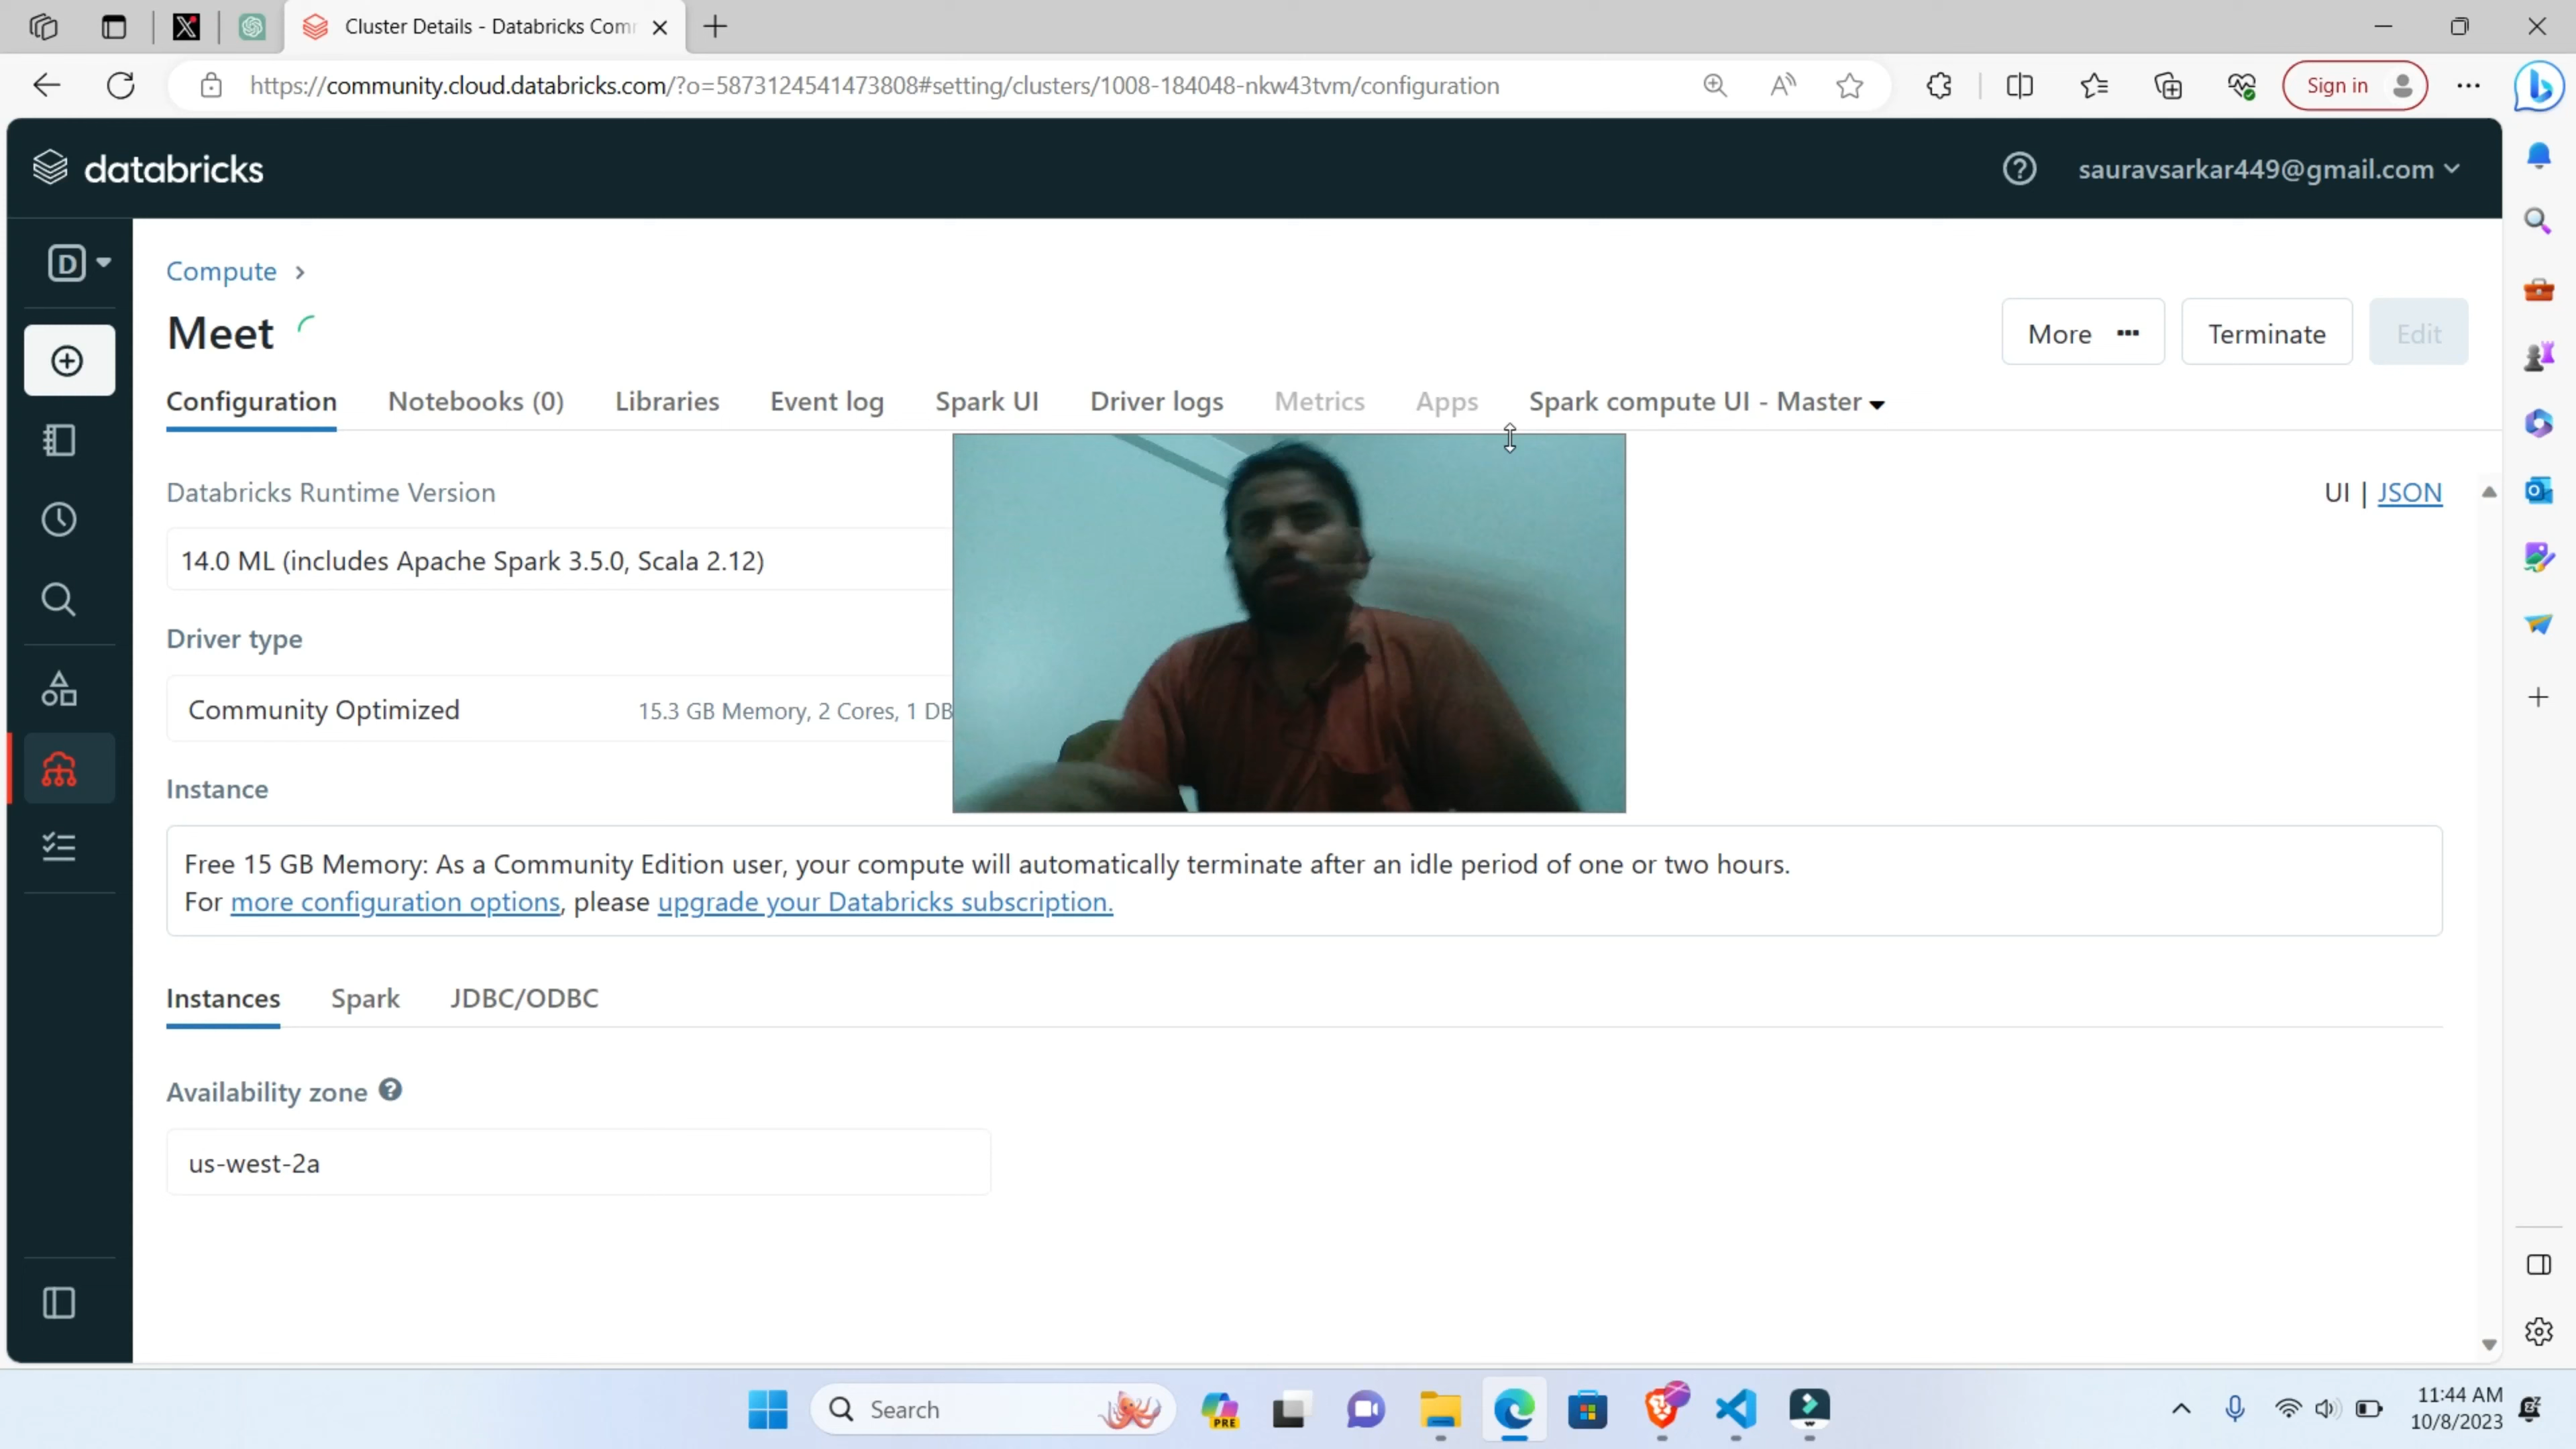 Cluster Details - Databricks Com
https://community.cloud.databricks.com/?o=5873124541473808#setting/clusters/1008-184048-nkw43tvm/configuration
Sign in
databricks
sauravsarkar449@gmail.com
D
Compute
Meet
More
Terminate
Edit
Configuration
Notebooks (0)
Libraries
Event log
Spark UI
Driver logs
Metrics
Apps
Spark compute UI - Master
Databricks Runtime Version
UI | JSON
14.0 ML (includes Apache Spark 3.5.0, Scala 2.12)
Driver type
Community Optimized
15.3 GB Memory, 2 Cores, 1 DB
Instance
Free 15 GB Memory: As a Community Edition user, your compute will automatically terminate after an idle period of one or two hours.
For more configuration options, please upgrade your Databricks subscription.
Instances
Spark
JDBC/ODBC
Availability zone
us-west-2a
Search
PRE
11:44 AM
10/8/2023